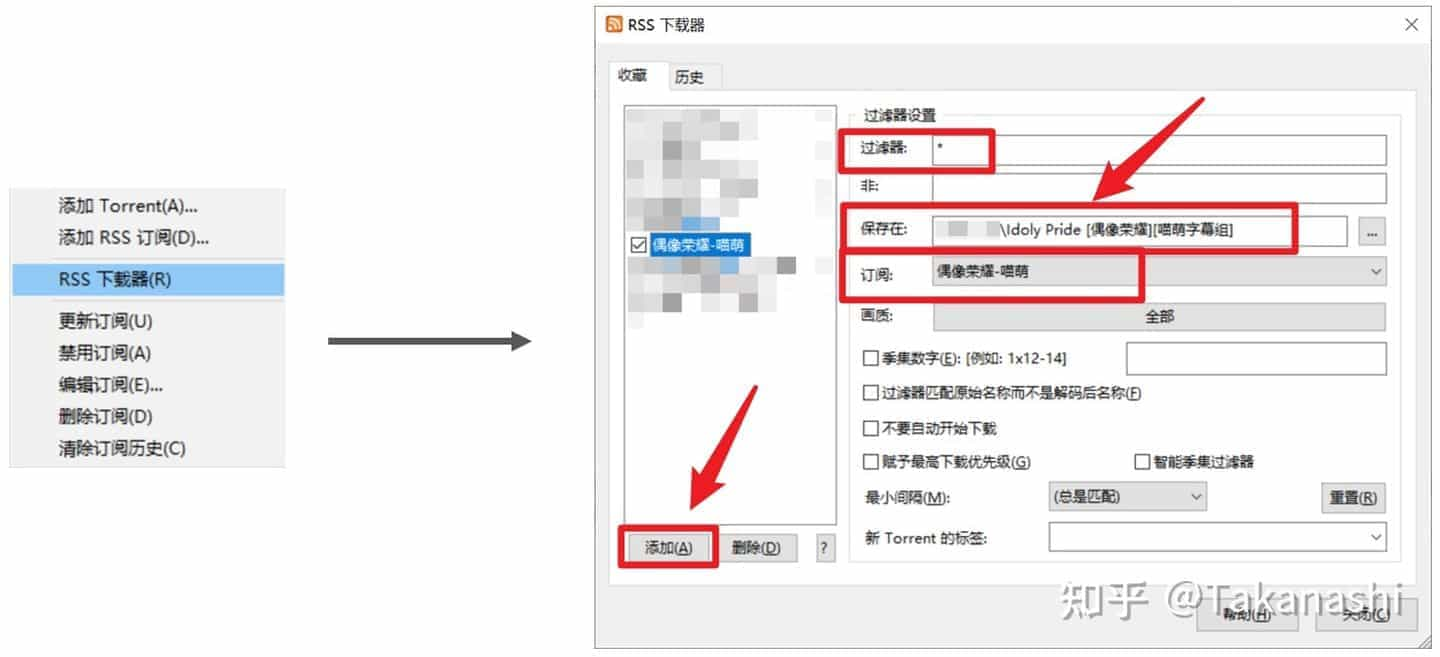 添加 Torrent(A)...
添加 RSS 订阅(D)...
RSS 下载器(R)
更新订阅(U)
禁用订阅(A)
编辑订阅(E)...
删除订阅(D)
清除订阅历史(C)
RSS 下载器
收藏 历史
过滤器设置
过滤器: *
非:
保存在: \Idoly Pride [偶像荣耀][喵萌字幕组] ...
偶像荣耀-喵萌
订阅: 偶像荣耀-喵萌
画质: 全部
季集数字(E): [例如: 1x12-14]
过滤器匹配原始名称而不是解码后名称(F)
不要自动开始下载
赋予最高下载优先级(G) 智能季集过滤器
最小间隔(M): (总是匹配) 重置(R)
新 Torrent 的标签:
添加(A) 删除(D) ?
知乎 @Takanashi
帮助(H) 关闭(C)